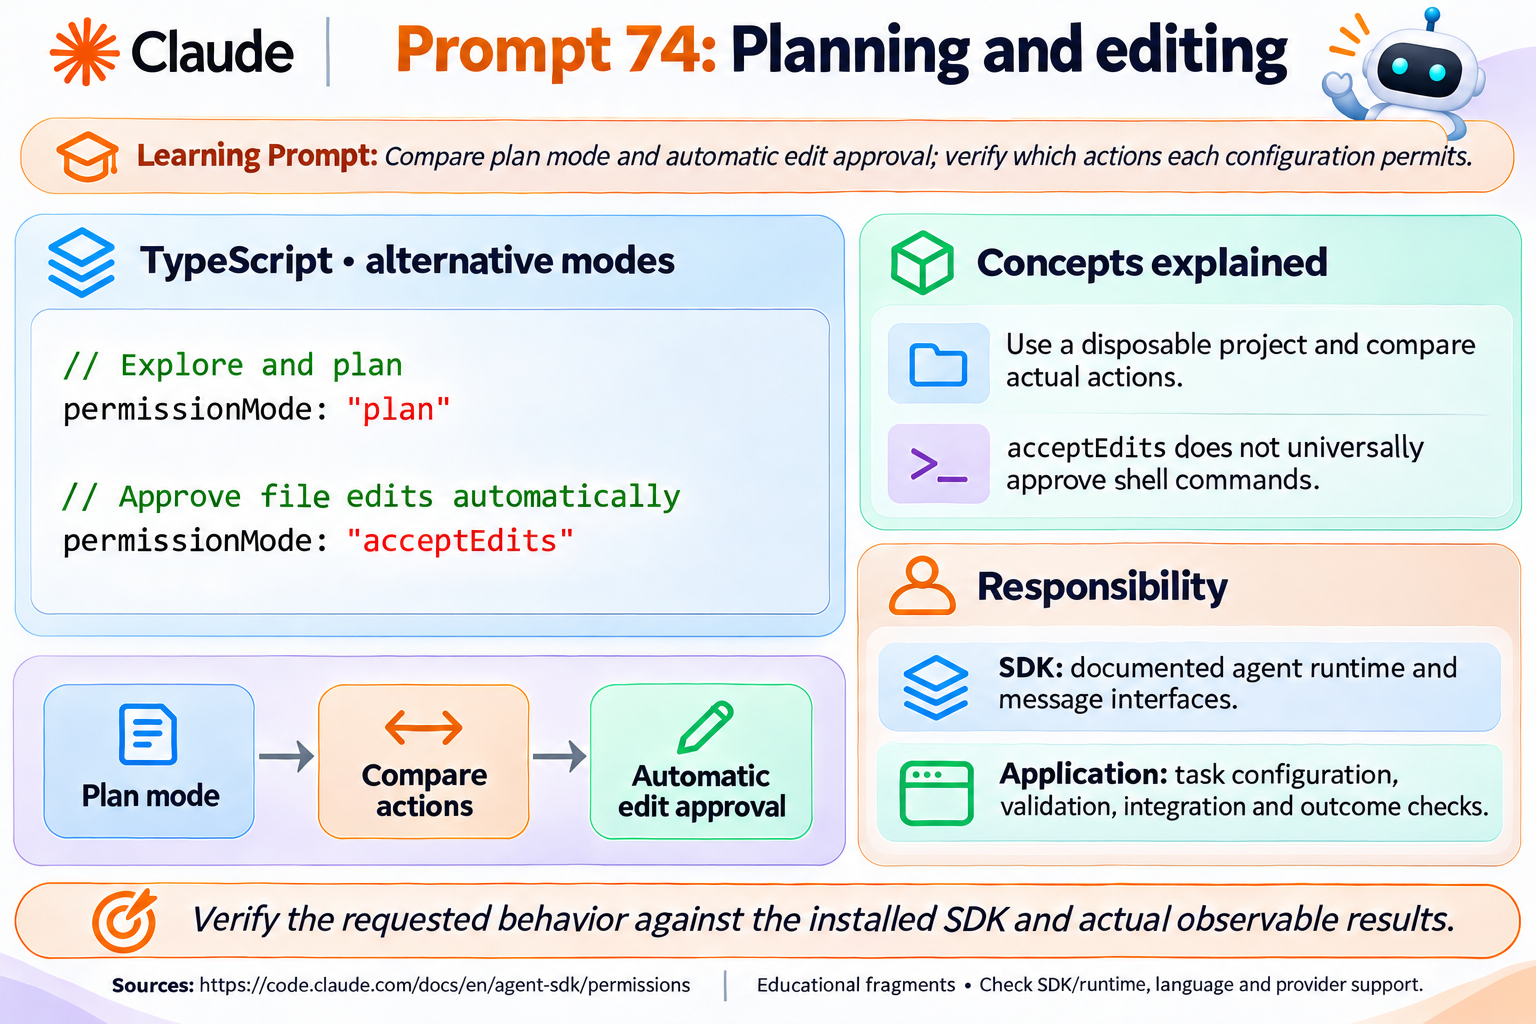 Claude
Prompt 74: Planning and editing
Learning Prompt: Compare plan mode and automatic edit approval; verify which actions each configuration permits.
TypeScript • alternative modes
// Explore and plan
permissionMode: "plan"
// Approve file edits automatically
permissionMode: "acceptEdits"
Plan mode
Compare
actions
Automatic
edit approval
Concepts explained
Use a disposable project and compare
actual actions.
>_
acceptEdits does not universally
approve shell commands.
Responsibility
SDK: documented agent runtime and
message interfaces.
Application: task configuration,
validation, integration and outcome checks.
Verify the requested behavior against the installed SDK and actual observable results.
Sources: https://code.claude.com/docs/en/agent-sdk/permissions
Educational fragments • Check SDK/runtime, language and provider support.